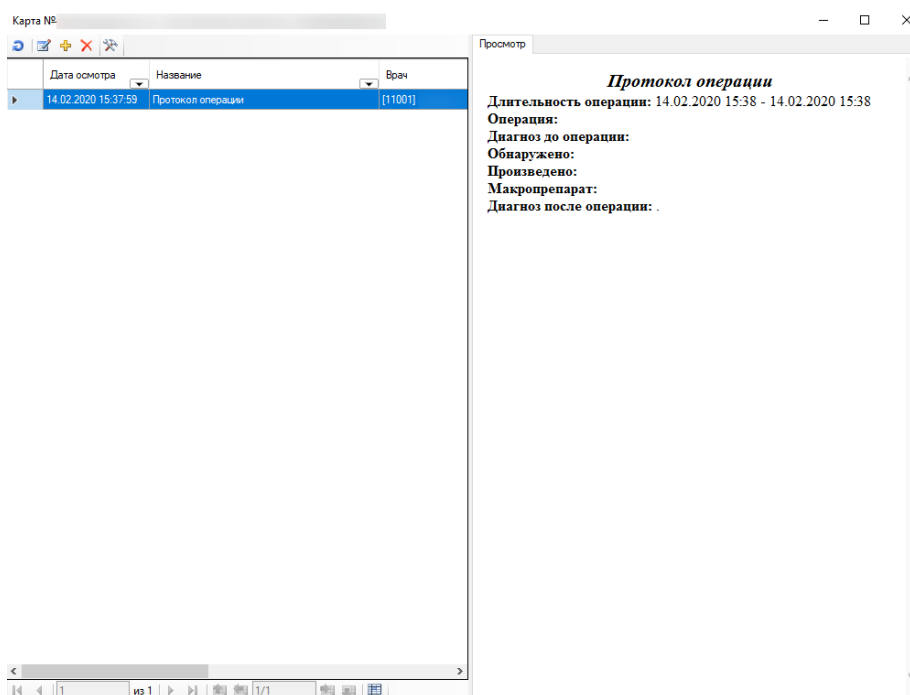 Карта №
Просмотр
Дата осмотра Название Врач
14.02.2020 15:37:59 Протокол операции [11001]
Протокол операции
Длительность операции: 14.02.2020 15:38 - 14.02.2020 15:38
Операция:
Диагноз до операции:
Обнаружено:
Произведено:
Макропрепарат:
Диагноз после операции: .
1 из 1 1/1